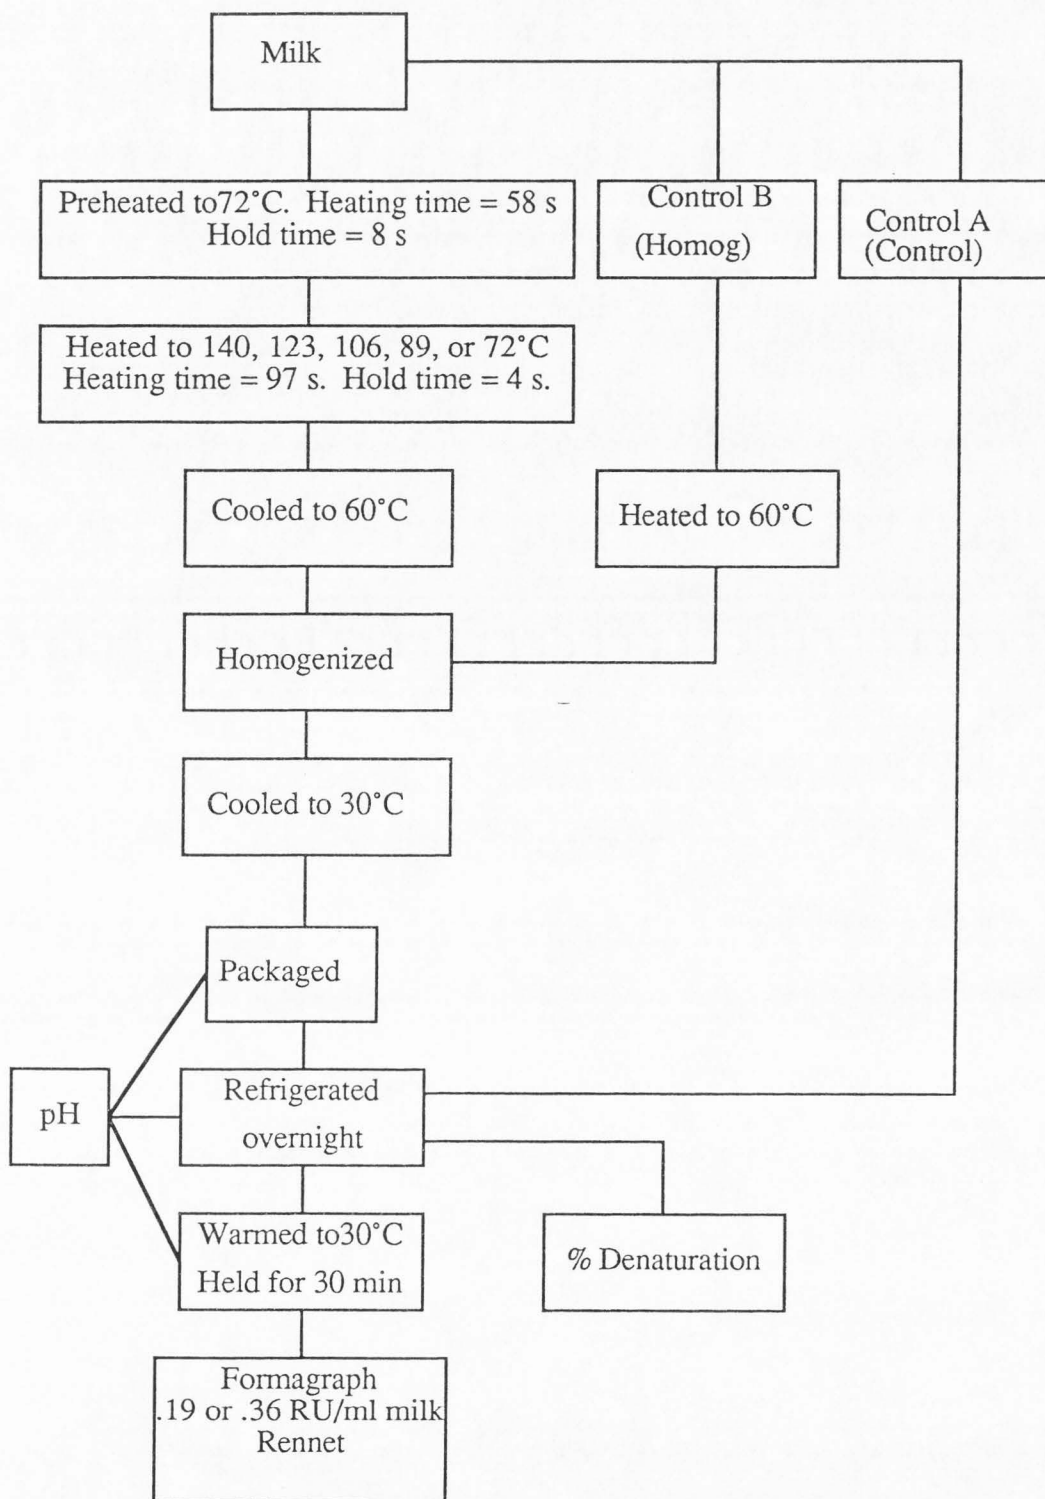 Milk
Preheated to72°C. Heating time = 58 s
Hold time = 8 s
Control B
(Homog)
Control A
(Control)
Heated to 140, 123, 106, 89, or 72°C
Heating time = 97 s. Hold time = 4 s.
Cooled to 60°C
Heated to 60°C
Homogenized
Cooled to 30°C
Packaged
pH
Refrigerated
overnight
Warmed to30°C
Held for 30 min
% Denaturation
Formagraph
.19 or .36 RU/ml milk
Rennet